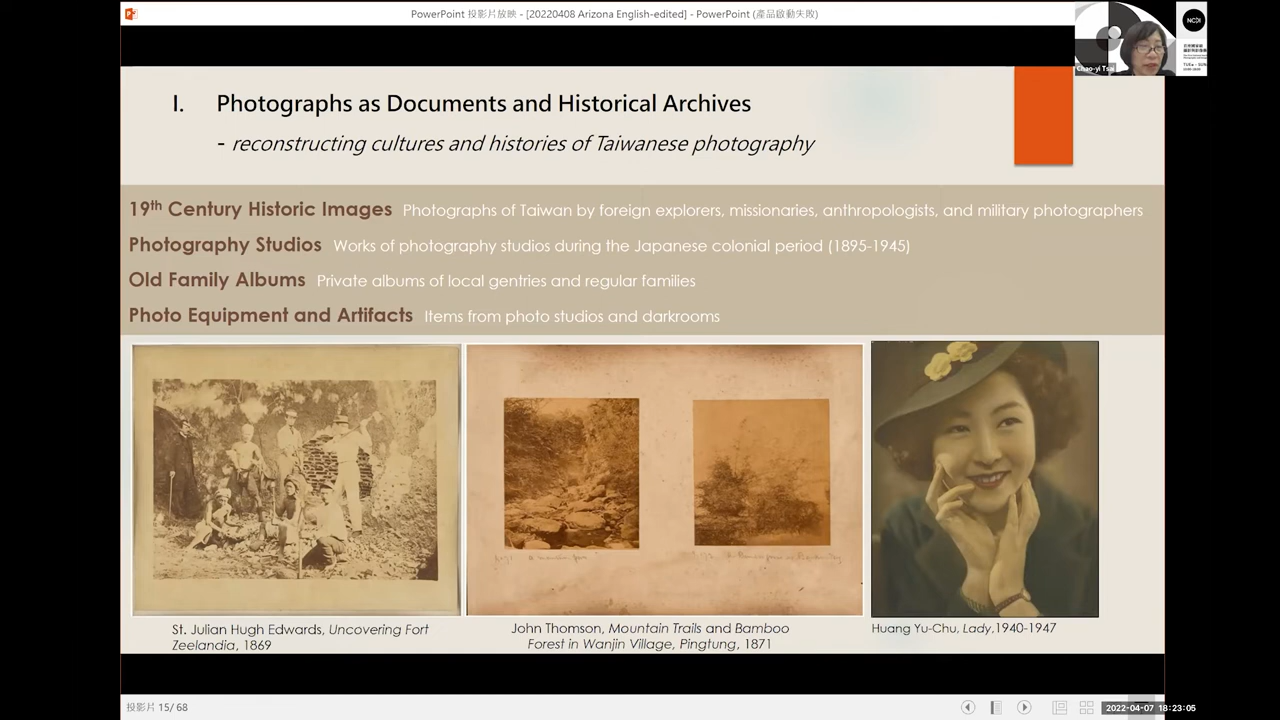 PowerPoint 投影片放映 - [20220408 Arizona English-edited] - PowerPoint (產品啟動失敗)
NCPI
Chao-yi Tsai
I. Photographs as Documents and Historical Archives
- reconstructing cultures and histories of Taiwanese photography
19th Century Historic Images Photographs of Taiwan by foreign explorers, missionaries, anthropologists, and military photographers
Photography Studios Works of photography studios during the Japanese colonial period (1895-1945)
Old Family Albums Private albums of local gentries and regular families
Photo Equipment and Artifacts Items from photo studios and darkrooms
St. Julian Hugh Edwards, Uncovering Fort
Zeelandia, 1869
John Thomson, Mountain Trails and Bamboo
Forest in Wanjin Village, Pingtung, 1871
Huang Yu-Chu, Lady,1940-1947
投影片 15/ 68
2022-04-07 18:23:05